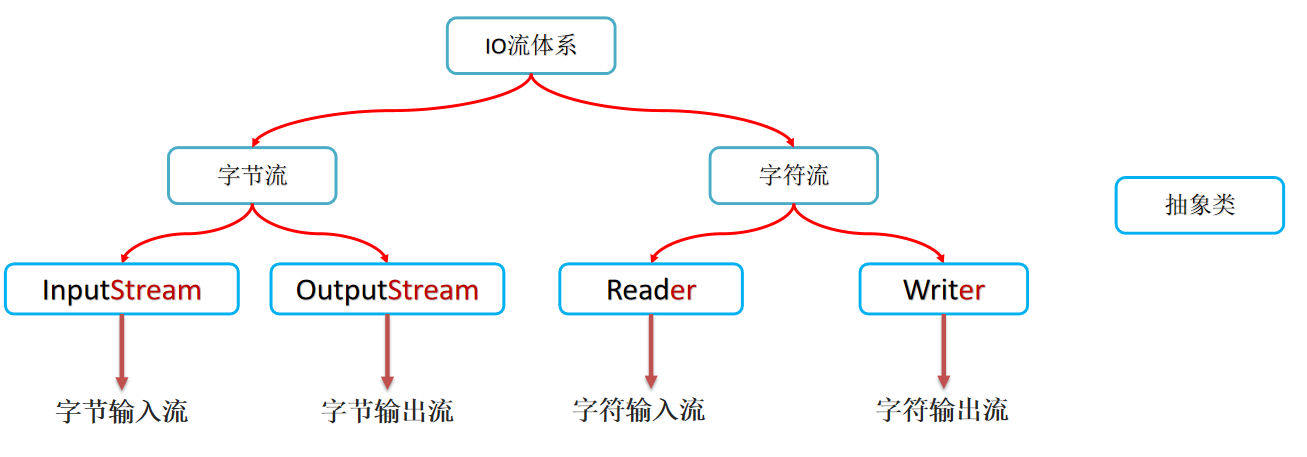 IO流体系
字节流
字符流
抽象类
InputStream
OutputStream
Reader
Writer
字节输入流
字节输出流
字符输入流
字符输出流